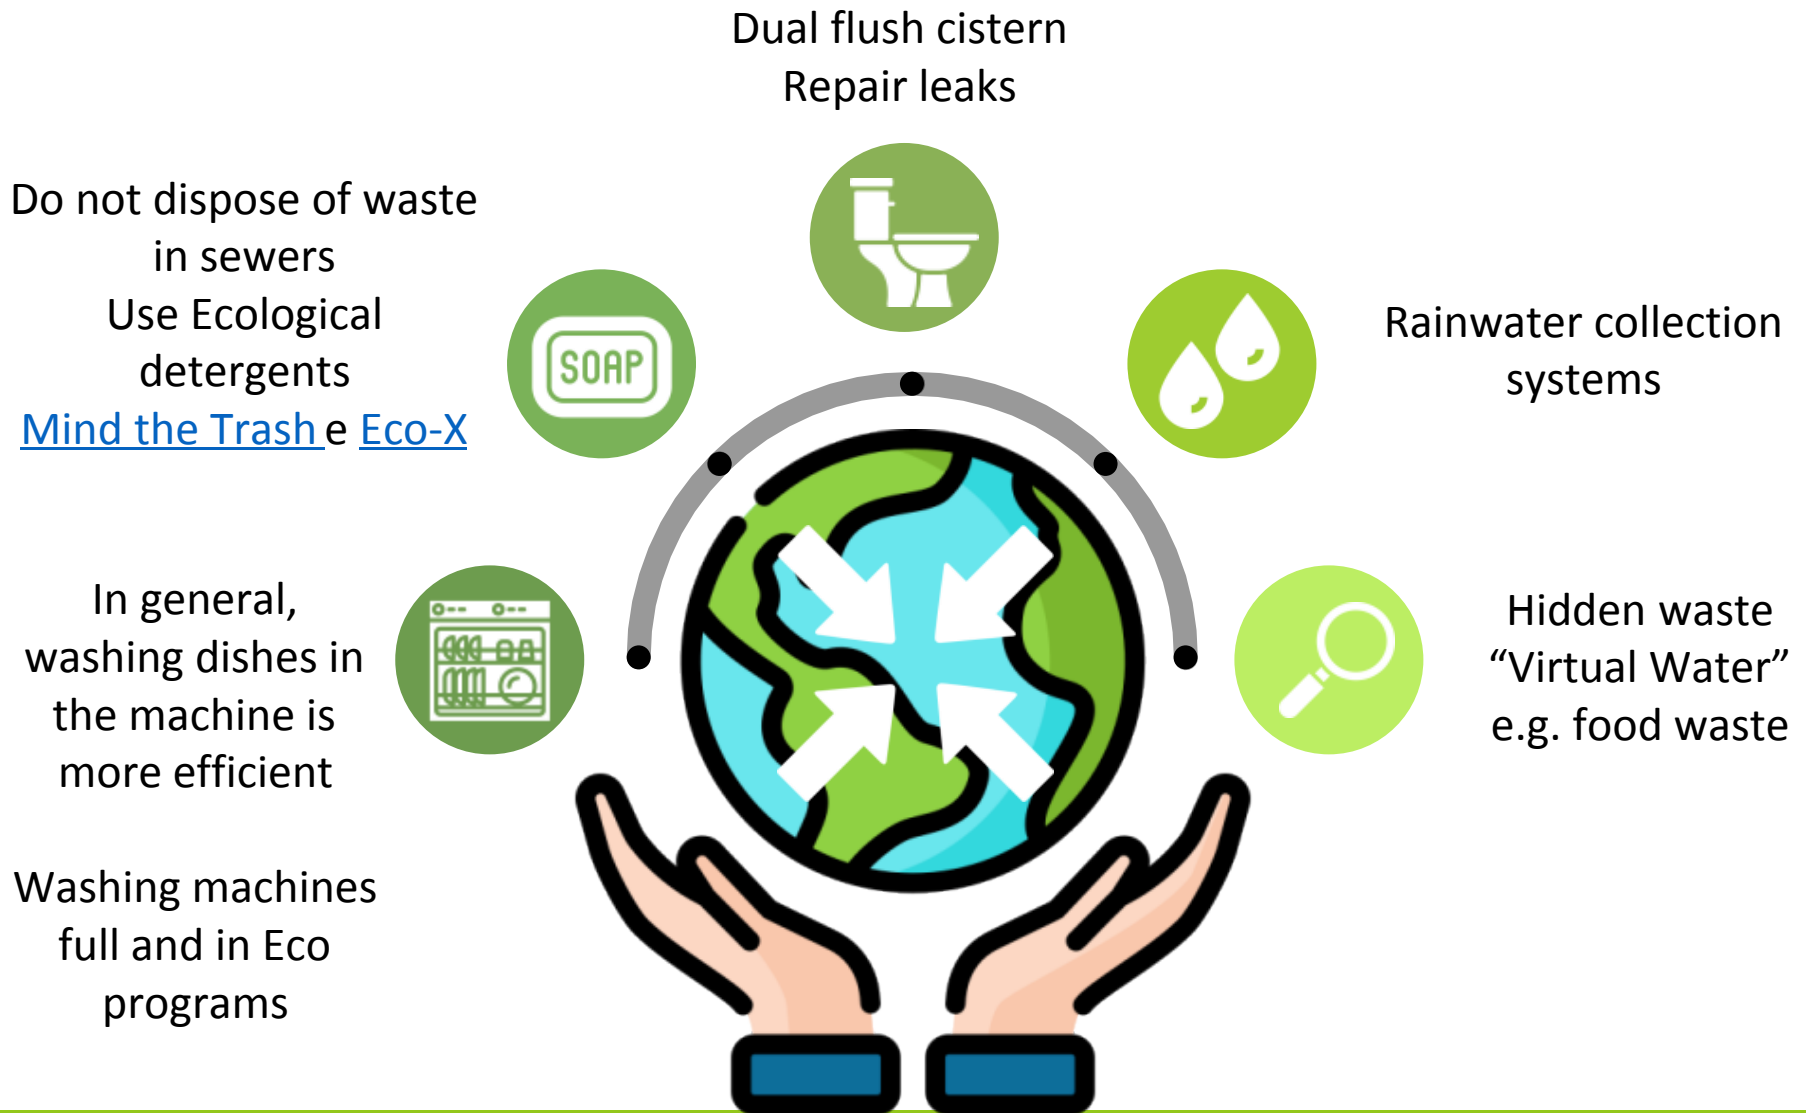 Dual flush cistern
Repair leaks
Do not dispose of waste
in sewers
Use Ecological
detergents
Mind the Trash e Eco-X
SOAP
Rainwater collection
systems
In general,
washing dishes in
the machine is
more efficient
Washing machines
full and in Eco
programs
Hidden waste
“Virtual Water”
e.g. food waste